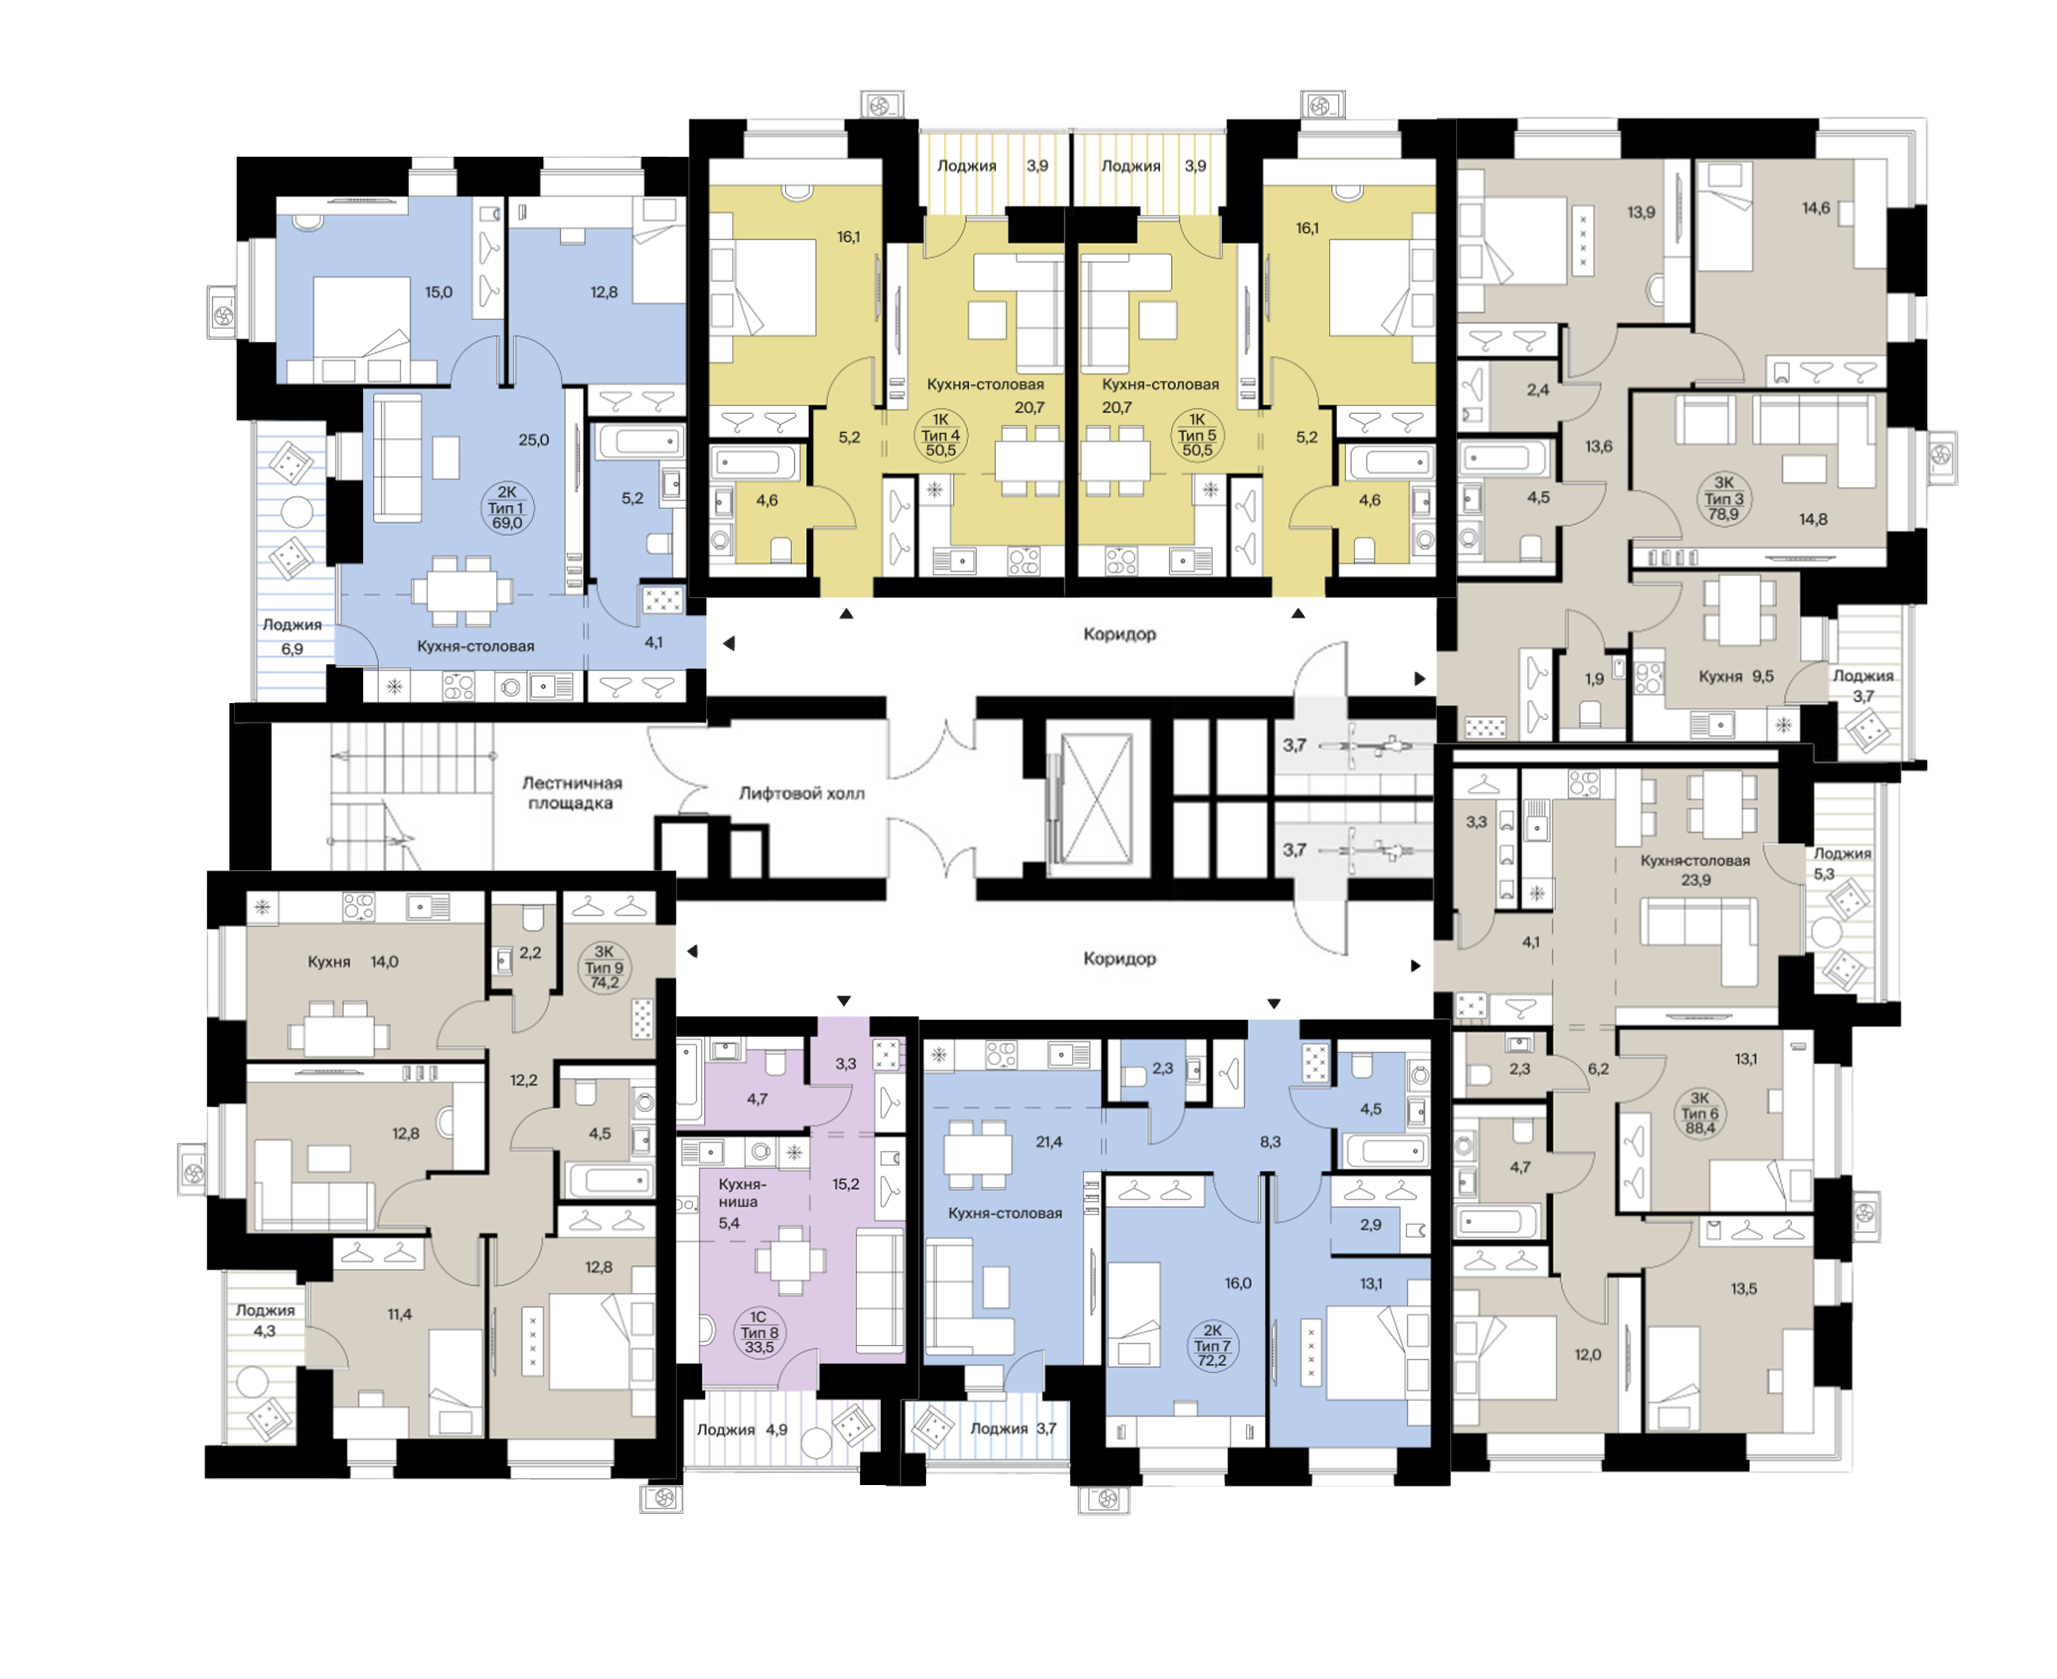 Лоджия 3,9
Лоджия 3,9
16,1
16,1
13,9
14,6
15,0
12,8
Кухня-столовая
20,7
Кухня-столовая
20,7
2,4
1К
Тип 4
50,5
1К
Тип 5
50,5
5,2
5,2
25,0
13,6
2К
Тип 1
69,0
5,2
4,6
4,6
4,5
3К
Тип 3
78,9
14,8
Лоджия
6,9
Кухня-столовая
4,1
Коридор
1,9
Кухня 9,5
Лоджия
3,7
3,7
Лестничная
площадка
Лифтовой холл
3,7
3,3
Кухня-столовая
23,9
Лоджия
5,3
Кухня 14,0
2,2
3К
Тип 9
74,2
Коридор
4,1
12,2
12,8
4,5
3,3
4,7
2,3
21,4
8,3
4,5
2,3
6,2
13,1
3К
Тип 6
88,4
4,7
Кухня-
ниша
5,4
15,2
Кухня-столовая
2,9
12,8
16,0
13,1
13,5
Лоджия
4,3
11,4
1С
Тип 8
33,5
2К
Тип 7
72,2
12,0
Лоджия 4,9
Лоджия 3,7